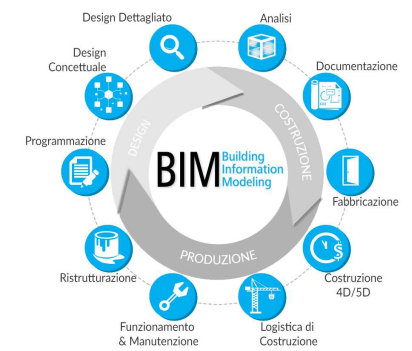 Design Dettagliato
Analisi
Design
Concettuale
Documentazione
Programmazione
DESIGN
COSTRUZIONE
BIM
Building
Information
Modeling
Fabbricazione
PRODUZIONE
$
Ristrutturazione
Costruzione
4D/5D
Funzionamento
& Manutenzione
Logistica di
Costruzione